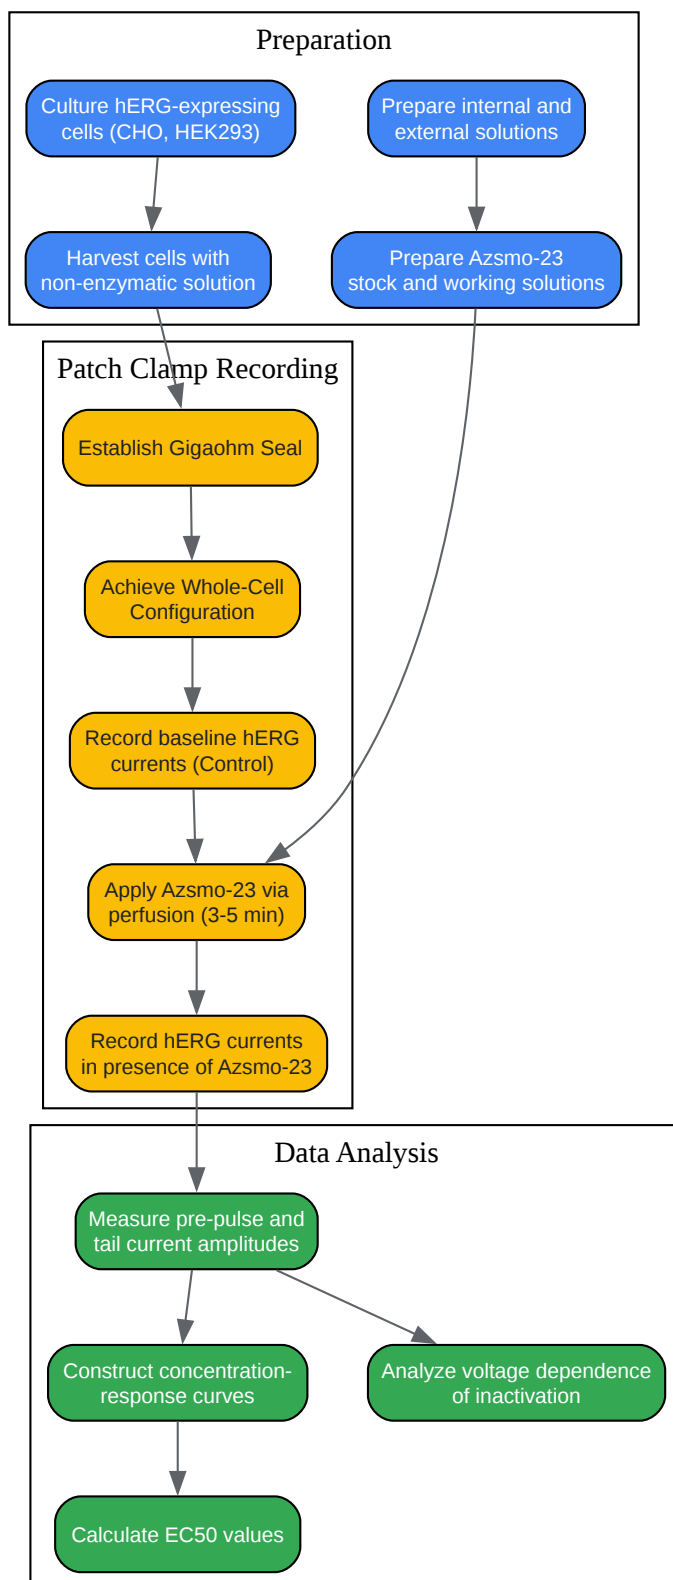 Preparation
Culture hERG-expressing
cells (CHO, HEK293)
Prepare internal and
external solutions
Harvest cells with
non-enzymatic solution
Prepare Azsmo-23
stock and working solutions
Patch Clamp Recording
Establish Gigaohm Seal
Achieve Whole-Cell
Configuration
Record baseline hERG
currents (Control)
Apply Azsmo-23 via
perfusion (3-5 min)
Record hERG currents
in presence of Azsmo-23
Data Analysis
Measure pre-pulse and
tail current amplitudes
Construct concentration-
response curves
Analyze voltage dependence
of inactivation
Calculate EC50 values